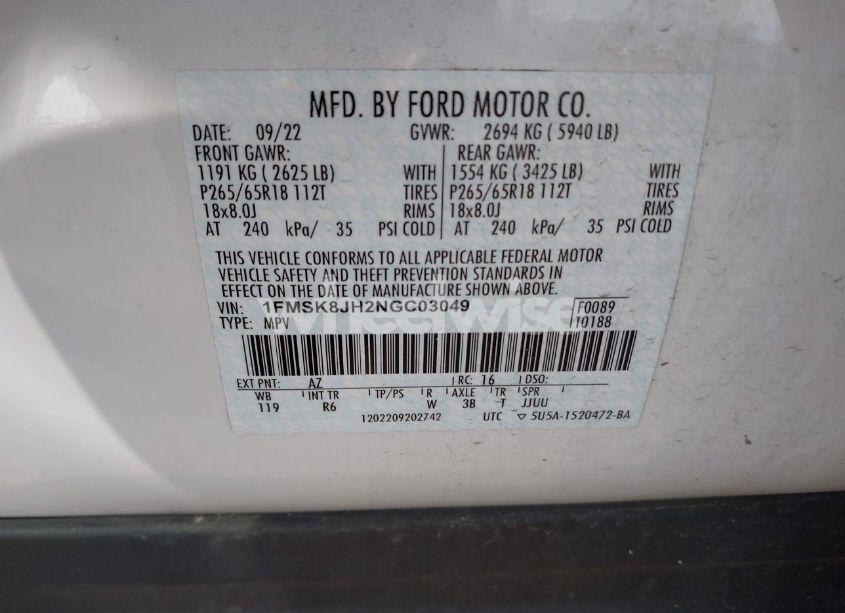 MFD. BY FORD MOTOR CO.
DATE: 09/22 GVWR: 2694 KG ( 5940 LB)
FRONT GAWR: REAR GAWR:
1191 KG ( 2625 LB) WITH 1554 KG ( 3425 LB) WITH
P265/65R18 112T TIRES P265/65R18 112T TIRES
18x8.0J RIMS 18x8.0J RIMS
AT 240 kPa/ 35 PSI COLD AT 240 kPa/ 35 PSI COLD
THIS VEHICLE CONFORMS TO ALL APPLICABLE FEDERAL MOTOR
VEHICLE SAFETY AND THEFT PREVENTION STANDARDS IN
EFFECT ON THE DATE OF MANUFACTURE SHOWN ABOVE.
VIN: 1FMSK8JH2NGC03049 F0089
TYPE: MPV T0188
wheelwise
EXT PNT: AZ RC: 16 DSO:
WB INT TR TP/PS R AXLE TR SPR
119 R6 W 3B T JJUU
1202209202742 UTC ▽ 5U5A-1520472-BA